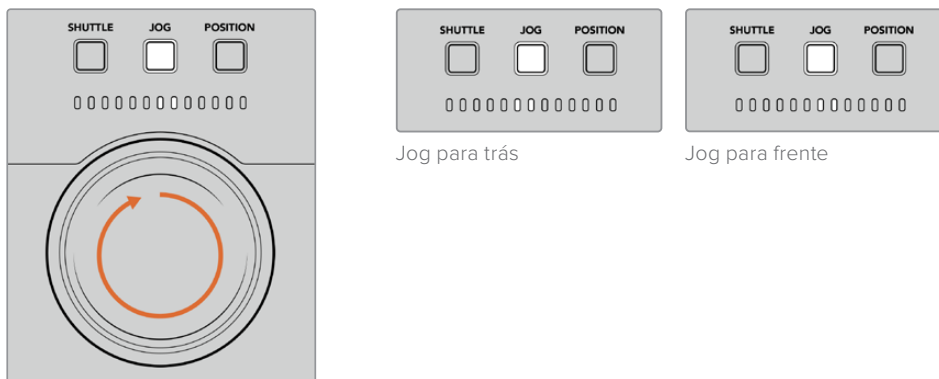 SHUTTLE JOG POSITION
SHUTTLE JOG POSITION
SHUTTLE JOG POSITION
Jog para trás
Jog para frente